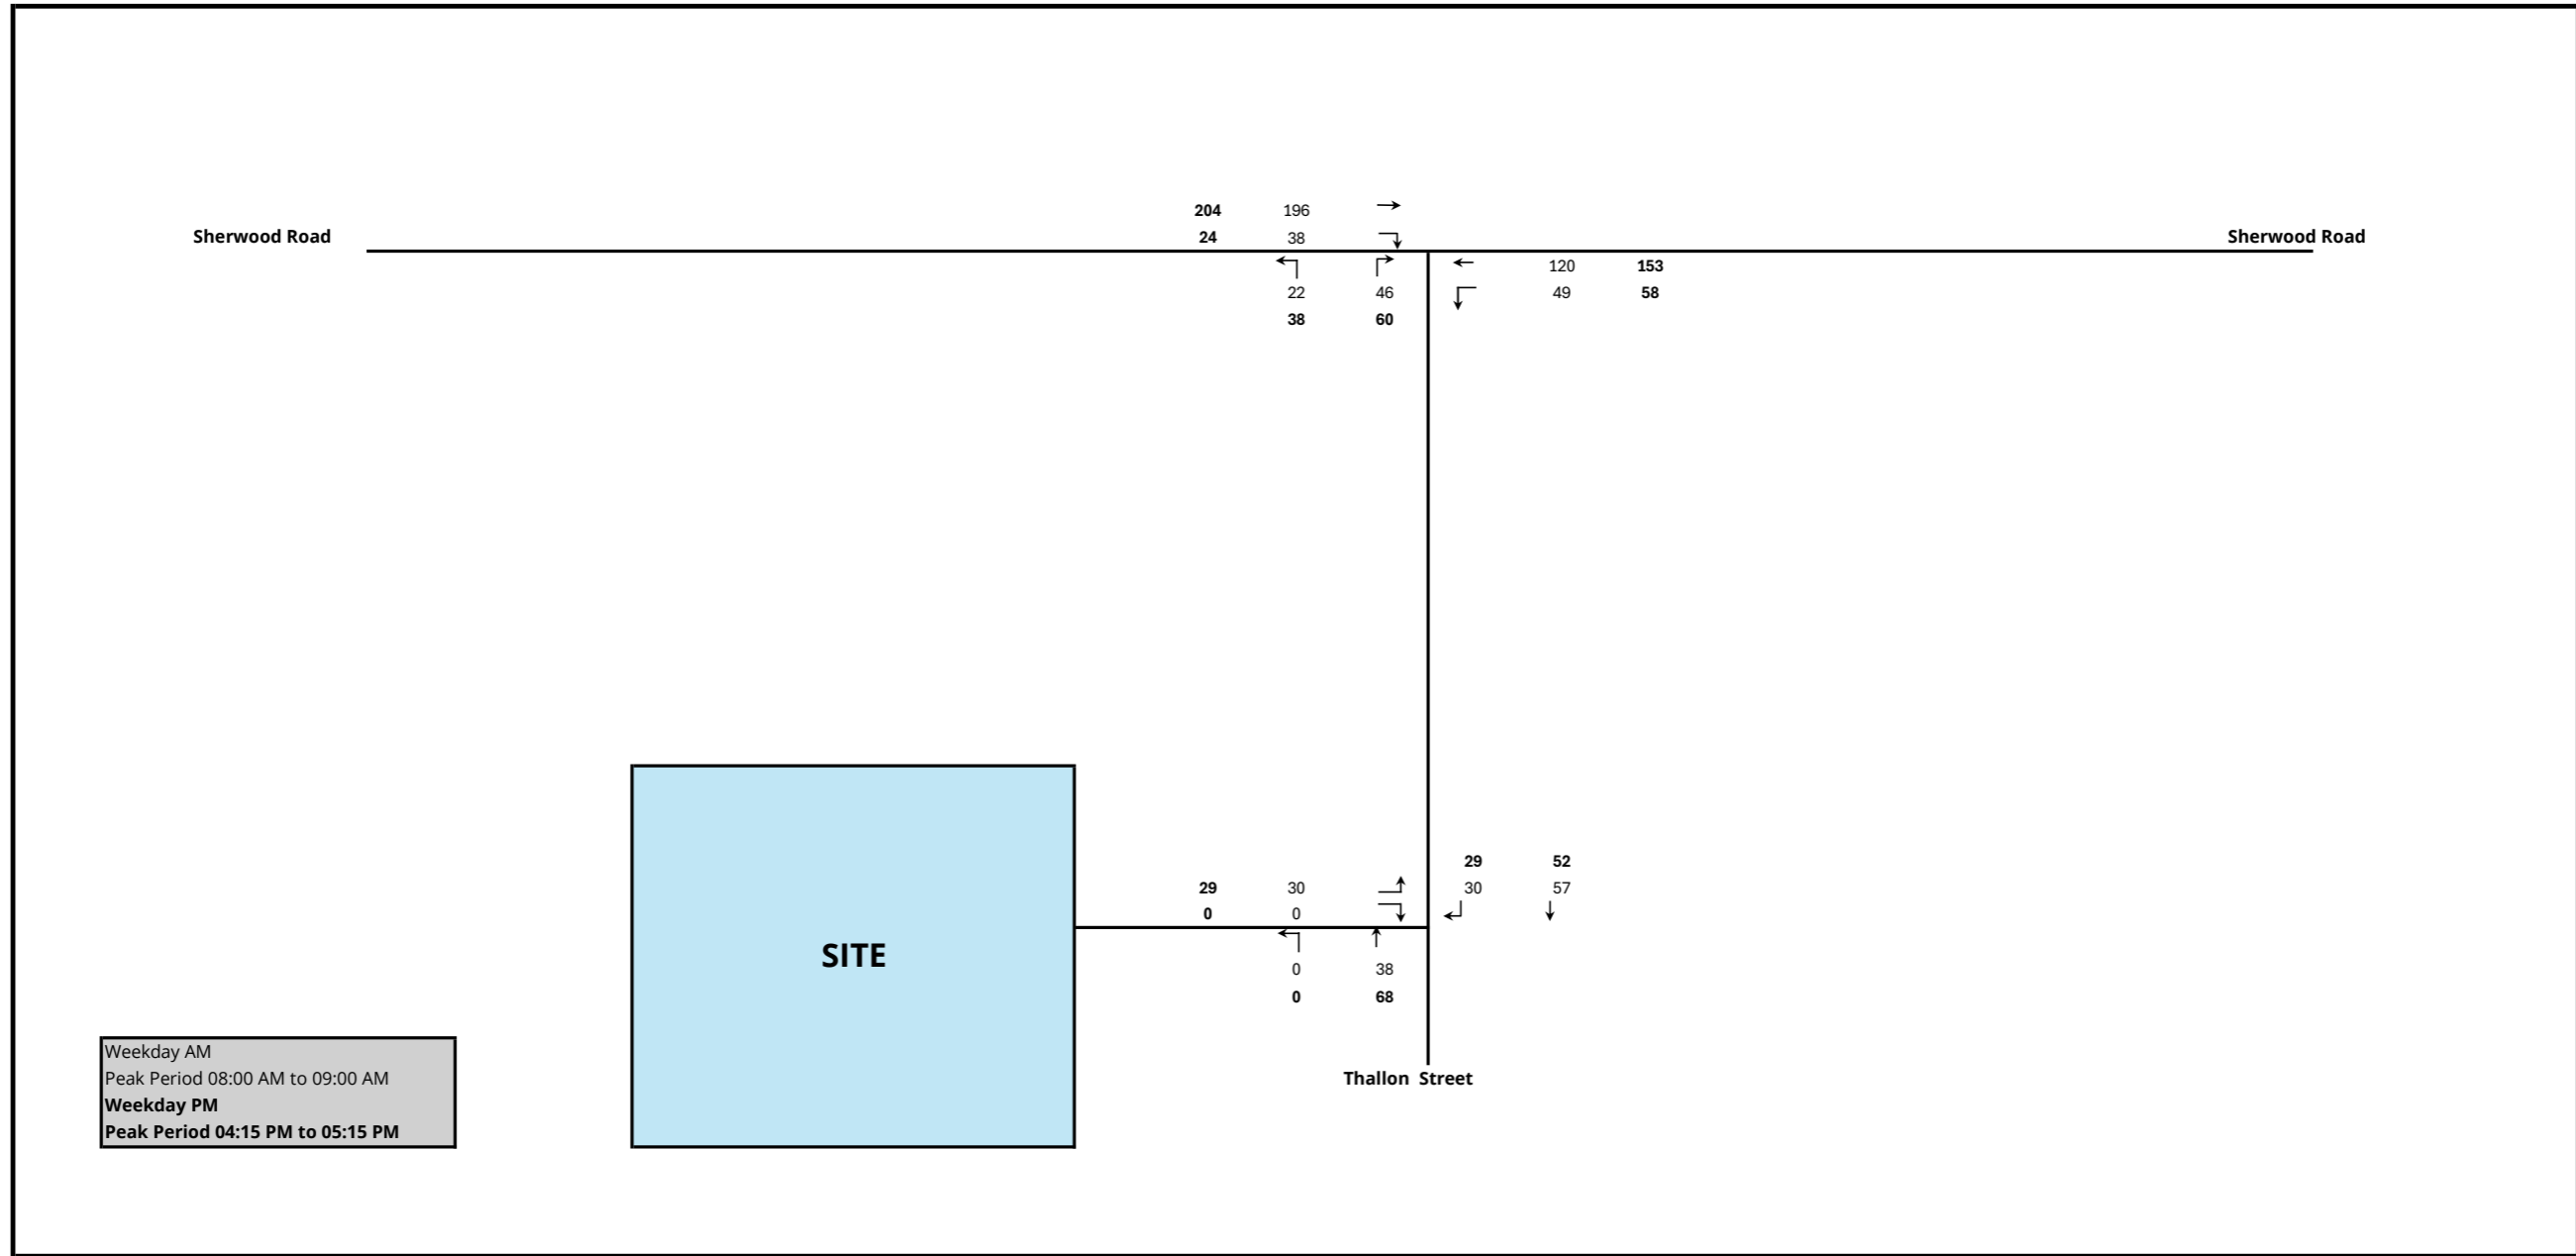 204 196
Sherwood Road 24 38 Sherwood Road
120 153
22 46 49 58
38 60
29 52
29 30 30 57
0 0
SITE
0 38
0 68
Weekday AM
Peak Period 08:00 AM to 09:00 AM
Thallon Street
Weekday PM
Peak Period 04:15 PM to 05:15 PM